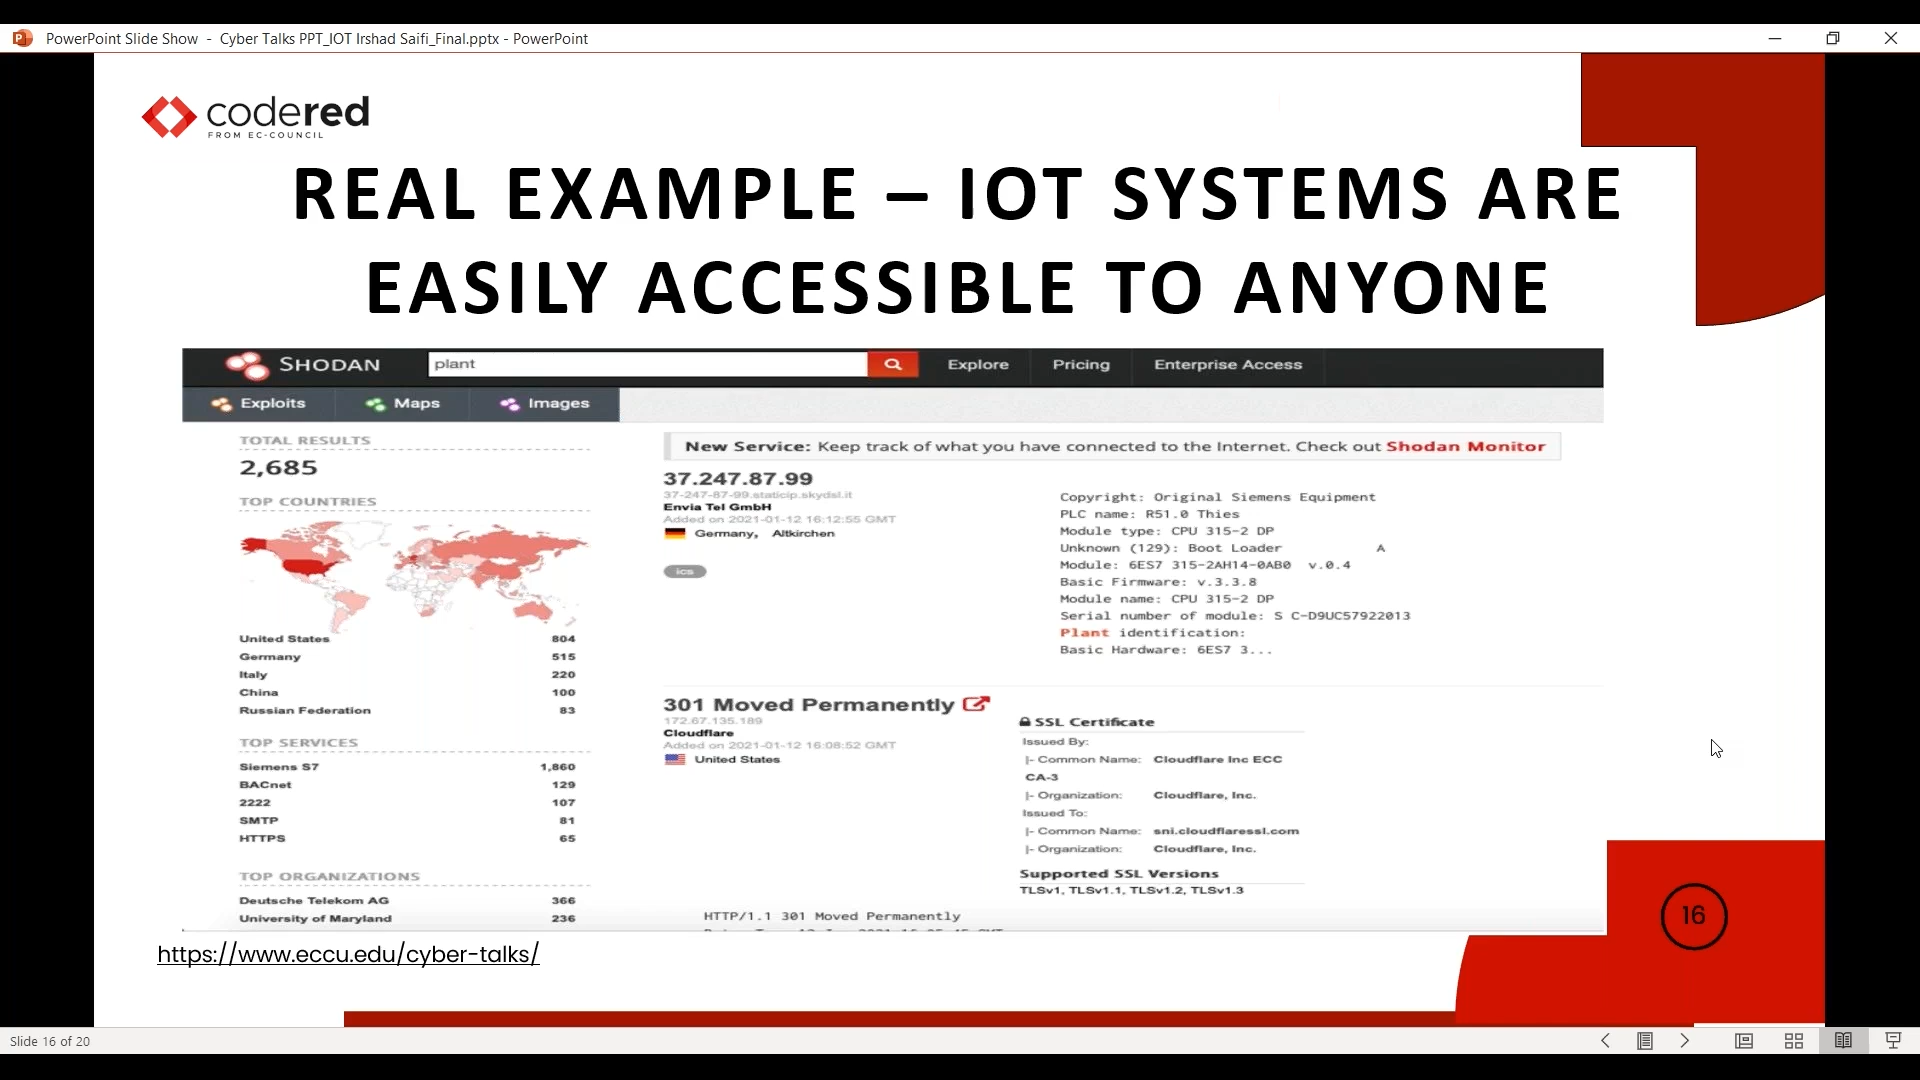 PowerPoint Slide Show - Cyber Talks PPT_IOT Irshad Saifi_Final.pptx - PowerPoint
codered
FROM EC-COUNCIL
REAL EXAMPLE – IOT SYSTEMS ARE
EASILY ACCESSIBLE TO ANYONE
SHODAN
plant
Explore
Pricing
Enterprise Access
Exploits
Maps
Images
TOTAL RESULTS
2,685
TOP COUNTRIES
United States 804
Germany 515
Italy 220
China 100
Russian Federation 83
TOP SERVICES
Siemens S7 1,860
BACnet 129
2222 107
SMTP 81
HTTPS 65
TOP ORGANIZATIONS
Deutsche Telekom AG 366
University of Maryland 236
New Service: Keep track of what you have connected to the Internet. Check out Shodan Monitor
37.247.87.99
37-247-87-99.staticip.skydsl.it
Envia Tel GmbH
Added on 2021-01-12 16:12:55 GMT
Germany, Altkirchen
ics
Copyright: Original Siemens Equipment
PLC name: R51.0 Thies
Module type: CPU 315-2 DP
Unknown (129): Boot Loader A
Module: 6ES7 315-2AH14-0AB0 v.0.4
Basic Firmware: v.3.3.8
Module name: CPU 315-2 DP
Serial number of module: S C-D9UC57922013
Plant identification:
Basic Hardware: 6ES7 3...
301 Moved Permanently
172.67.135.189
Cloudflare
Added on 2021-01-12 16:08:52 GMT
United States
SSL Certificate
Issued By:
|- Common Name: Cloudflare Inc ECC
CA-3
|- Organization: Cloudflare, Inc.
Issued To:
|- Common Name: sni.cloudflaressl.com
|- Organization: Cloudflare, Inc.
Supported SSL Versions
TLSv1, TLSv1.1, TLSv1.2, TLSv1.3
HTTP/1.1 301 Moved Permanently
https://www.eccu.edu/cyber-talks/
16
Slide 16 of 20